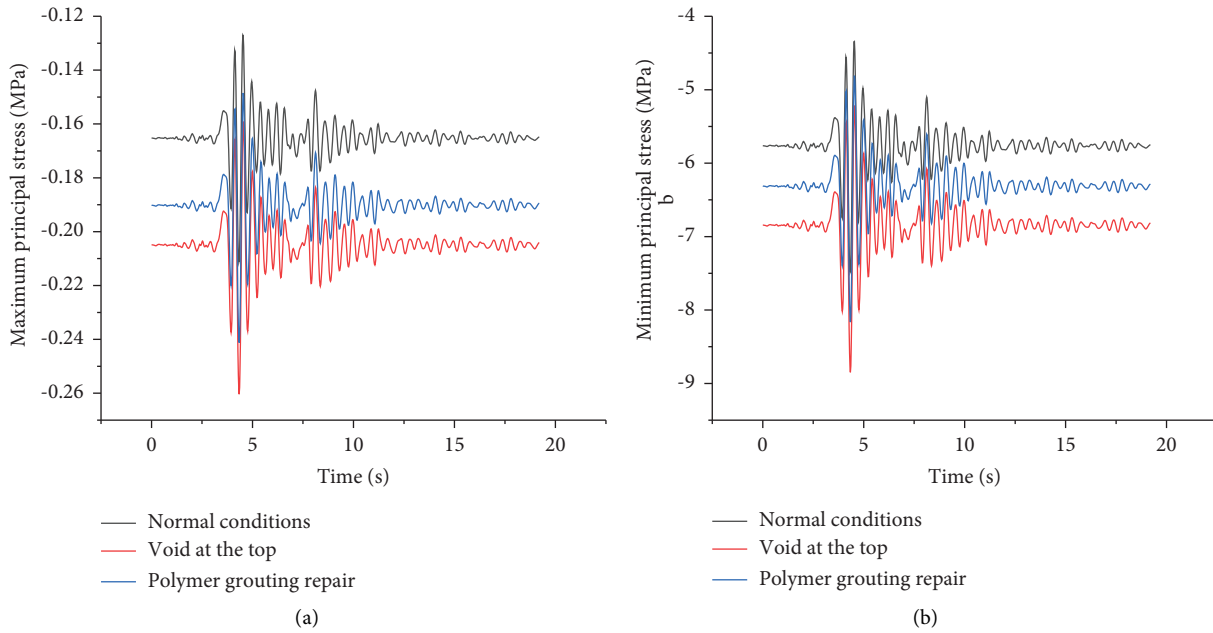 -0.12
-0.14
-0.16
-0.18
-0.20
-0.22
-0.24
-0.26
Maximum principal stress (MPa)
0 5 10 15 20
Time (s)
Normal conditions
Void at the top
Polymer grouting repair
(a)
-4
-5
-6
-7
-8
-9
Minimum principal stress (MPa)
b
0 5 10 15 20
Time (s)
Normal conditions
Void at the top
Polymer grouting repair
(b)